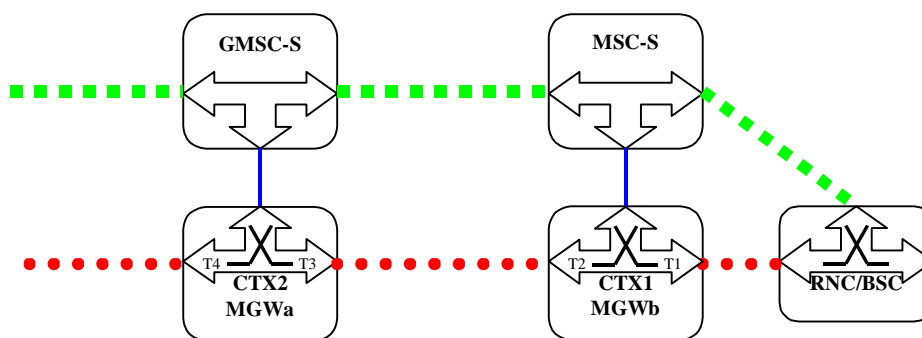 GMSC-S
MSC-S
T4
T3
CTX2
MGWa
T2
T1
CTX1
MGWb
RNC/BSC